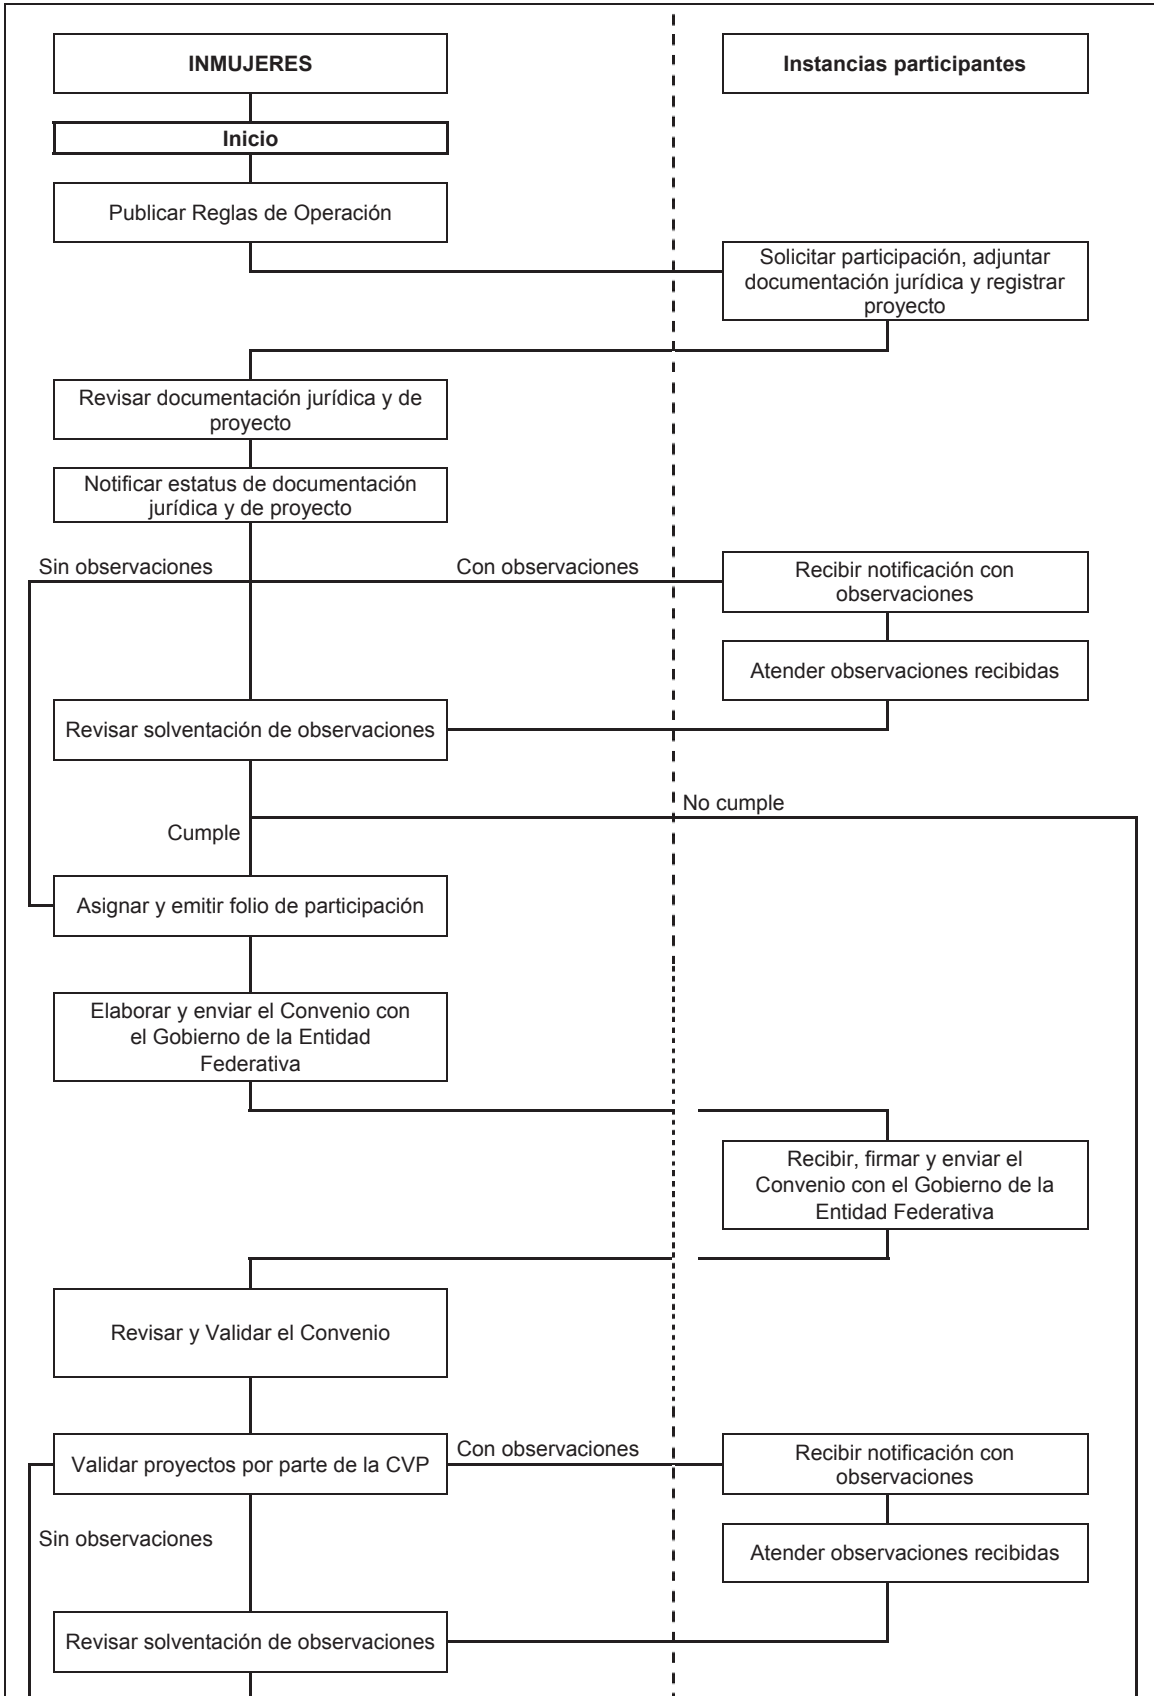 INMUJERES
Instancias participantes
Inicio
Publicar Reglas de Operación
Solicitar participación, adjuntar
documentación jurídica y registrar
proyecto
Revisar documentación jurídica y de
proyecto
Notificar estatus de documentación
jurídica y de proyecto
Sin observaciones
Con observaciones
Recibir notificación con
observaciones
Atender observaciones recibidas
Revisar solventación de observaciones
No cumple
Cumple
Asignar y emitir folio de participación
Elaborar y enviar el Convenio con
el Gobierno de la Entidad
Federativa
Recibir, firmar y enviar el
Convenio con el Gobierno de la
Entidad Federativa
Revisar y Validar el Convenio
Validar proyectos por parte de la CVP
Con observaciones
Recibir notificación con
observaciones
Sin observaciones
Atender observaciones recibidas
Revisar solventación de observaciones